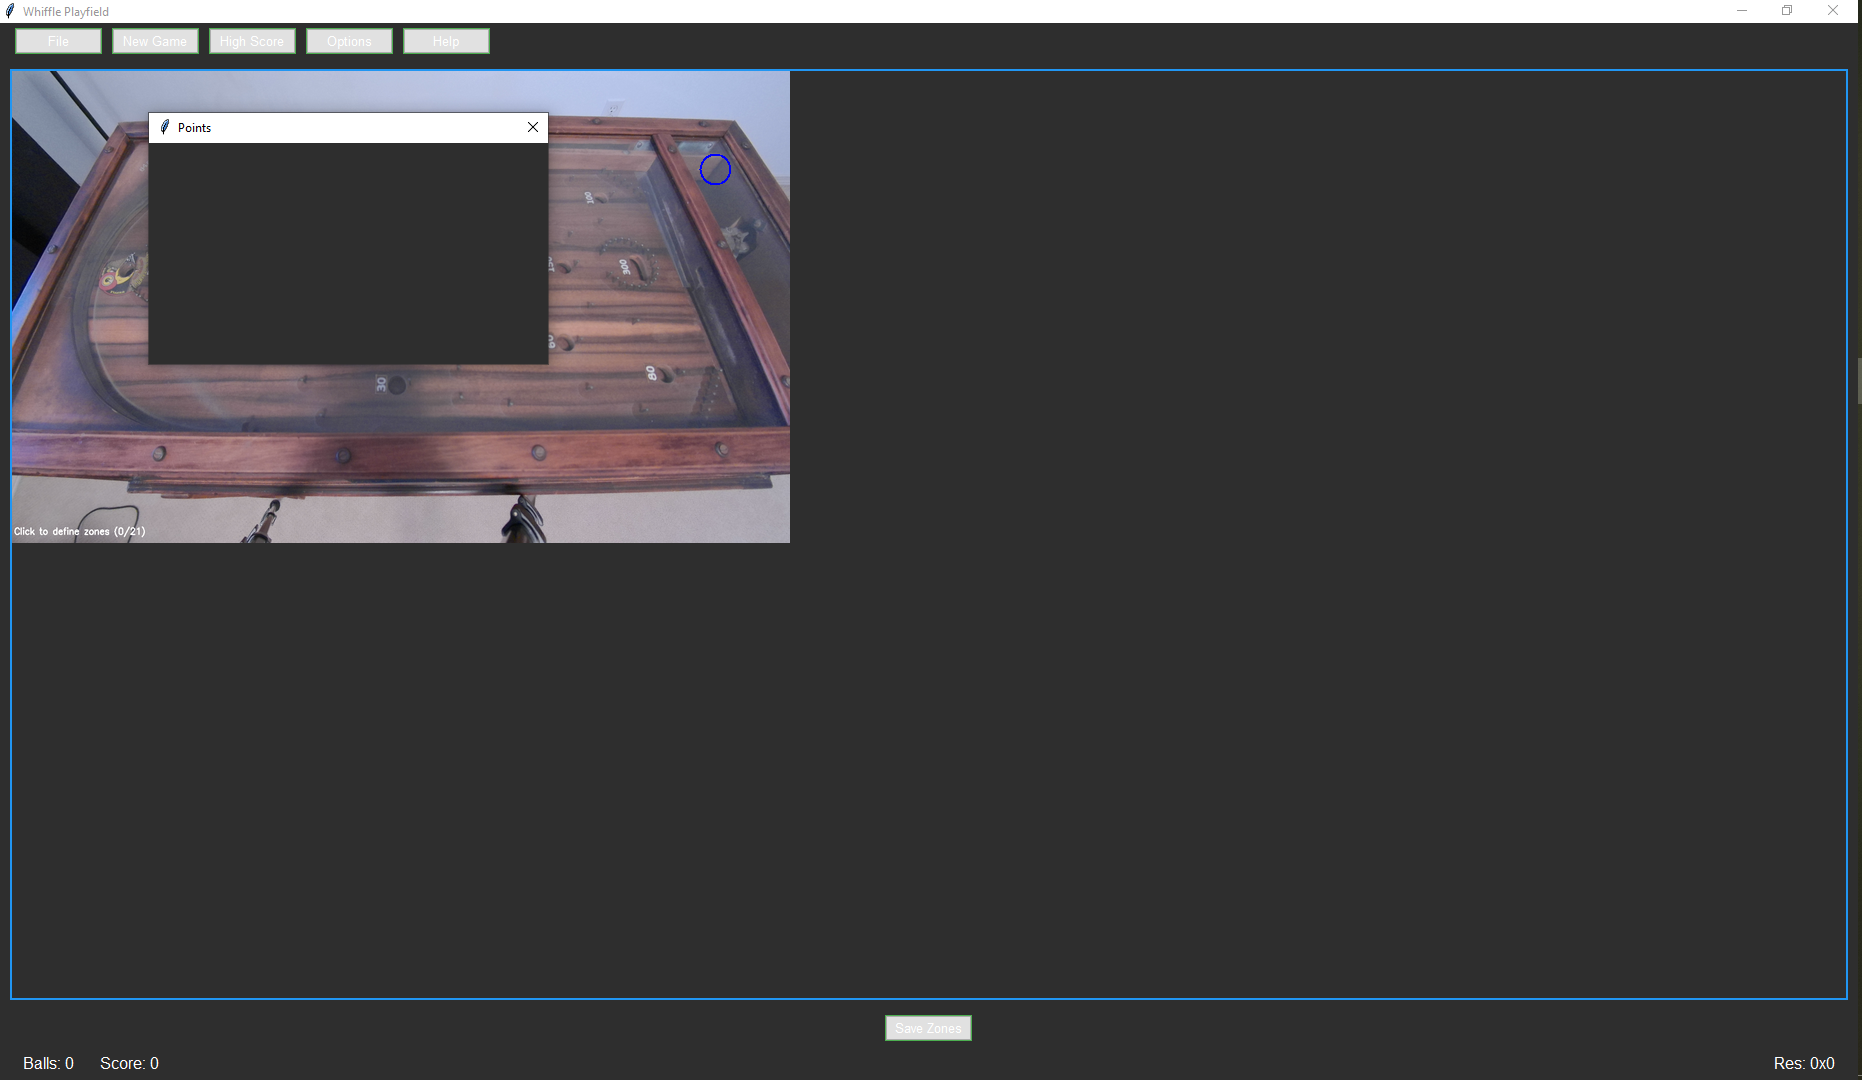 Whiffle Playfield
File New Game High Score Options Help
Points
100
300
80
30
Click to define zones (0/21)
Save Zones
Balls: 0 Score: 0 Res: 0x0